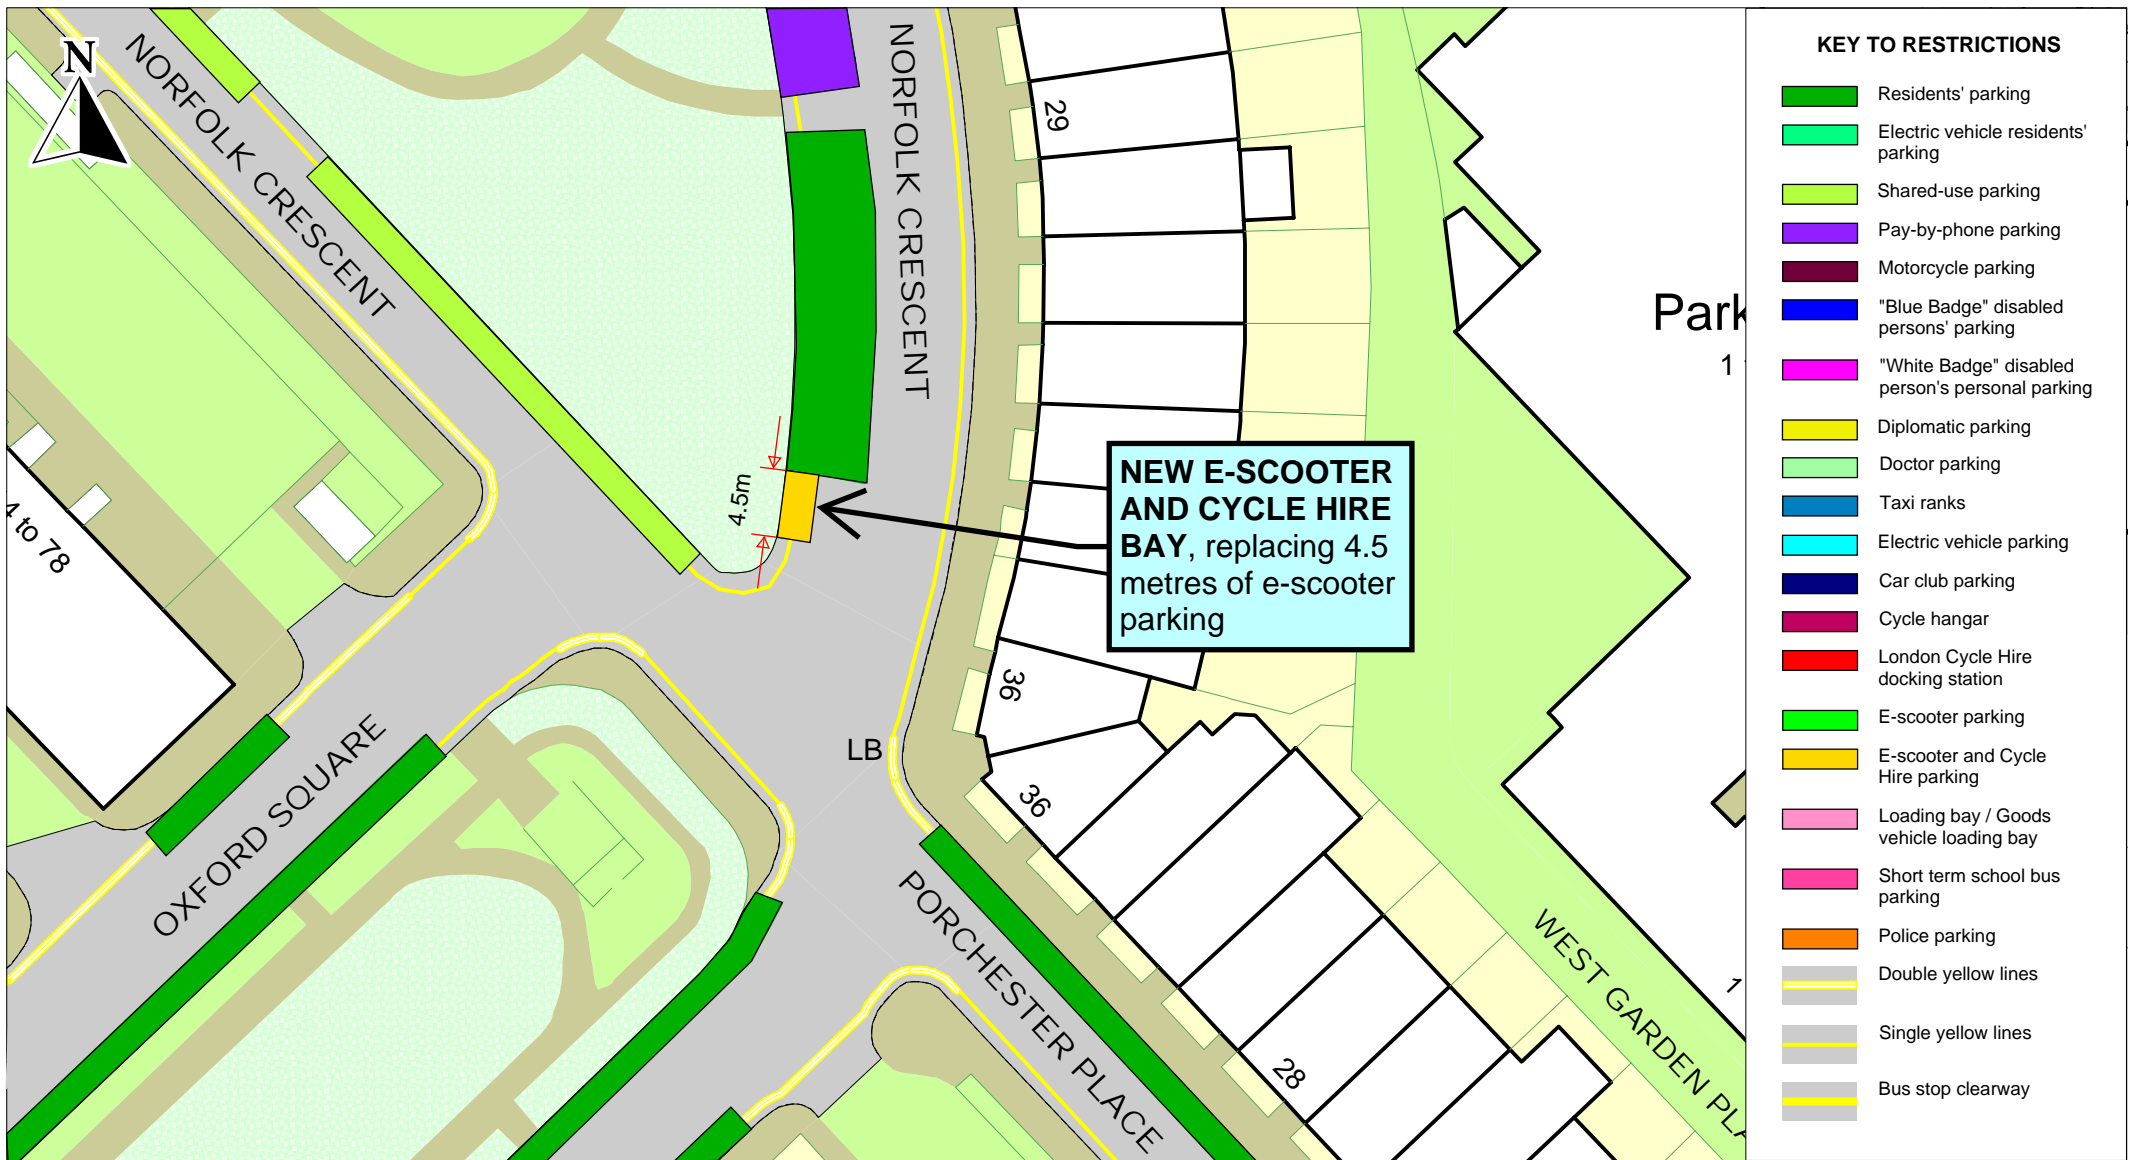 N
NORFOLK CRESCENT
NORFOLK CRESCENT
29
Park
1
4.5m
NEW E-SCOOTER
AND CYCLE HIRE
BAY, replacing 4.5
metres of e-scooter
parking
4 to 78
36
LB
36
OXFORD SQUARE
PORCHESTER PLACE
WEST GARDEN PLA
1
28
KEY TO RESTRICTIONS
Residents' parking
Electric vehicle residents'
parking
Shared-use parking
Pay-by-phone parking
Motorcycle parking
"Blue Badge" disabled
persons' parking
"White Badge" disabled
person's personal parking
Diplomatic parking
Doctor parking
Taxi ranks
Electric vehicle parking
Car club parking
Cycle hangar
London Cycle Hire
docking station
E-scooter parking
E-scooter and Cycle
Hire parking
Loading bay / Goods
vehicle loading bay
Short term school bus
parking
Police parking
Double yellow lines
Single yellow lines
Bus stop clearway